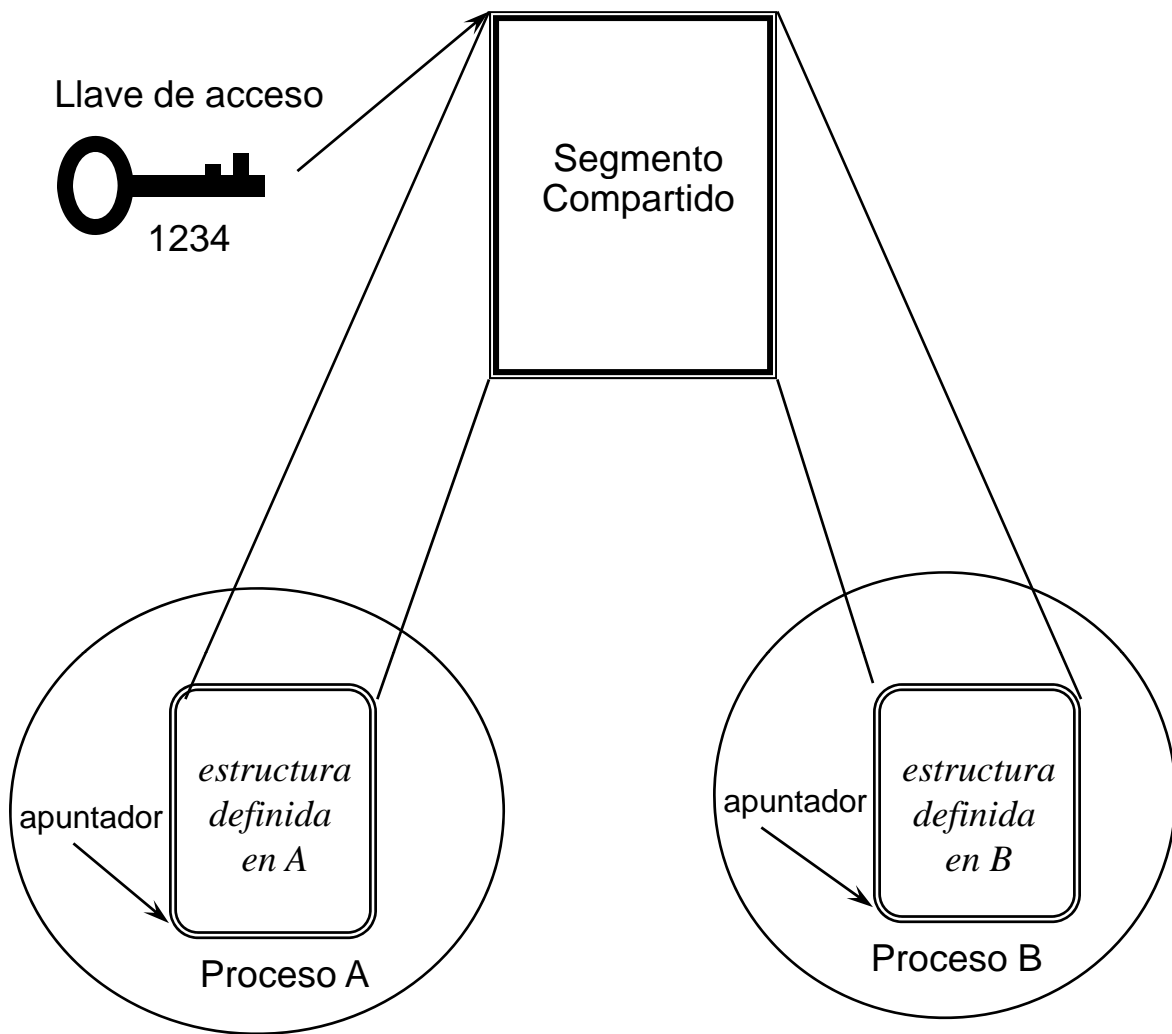 Llave de acceso
1234
Segmento
Compartido
estructura
definida
en A
apuntador
Proceso A
estructura
definida
en B
apuntador
Proceso B